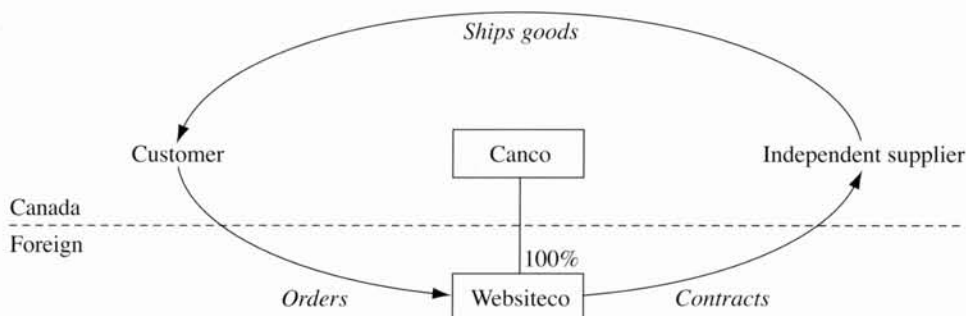 Ships goods
Customer
Canco
Independent supplier
Canada
Foreign
100%
Orders
Websiteco
Contracts